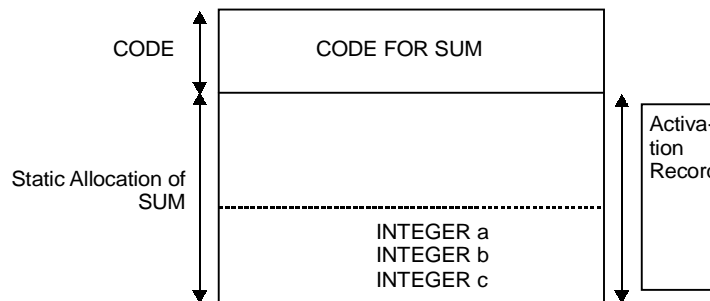 CODE
CODE FOR SUM
Activa-
tion
Record
Static Allocation of
SUM
INTEGER a
INTEGER b
INTEGER c